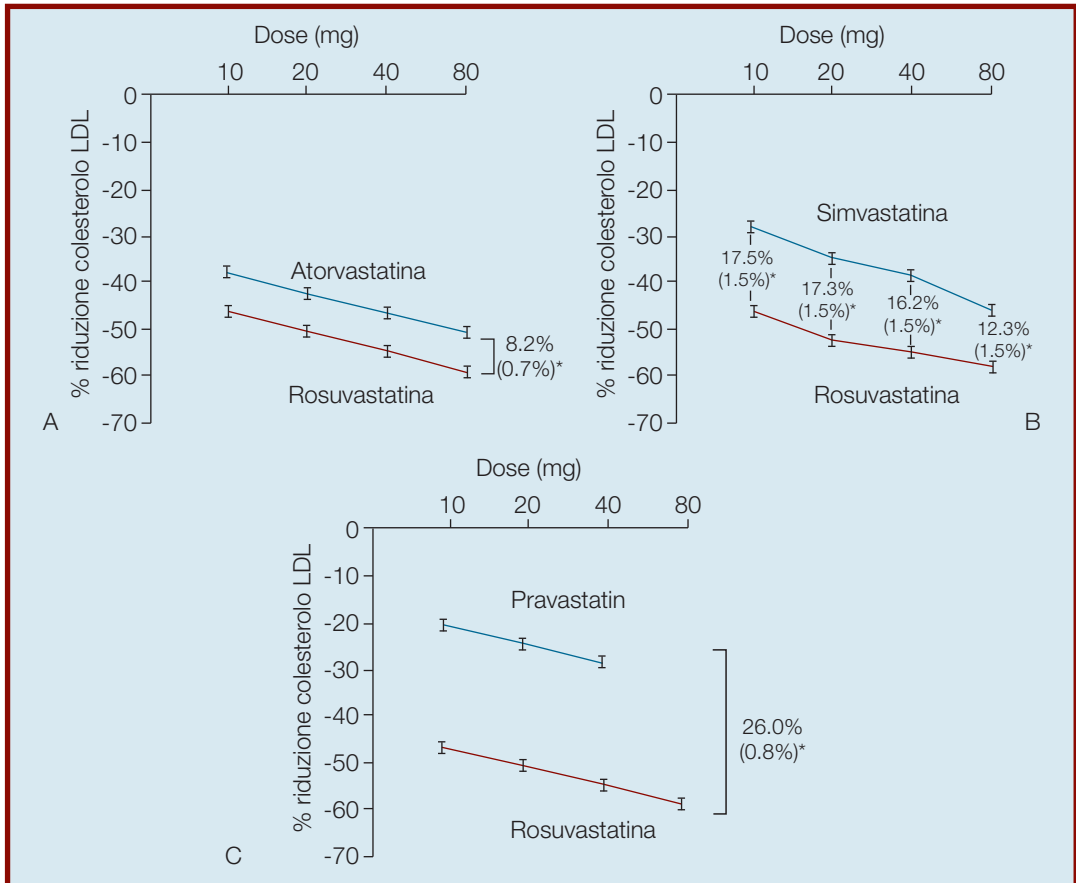 Dose (mg)
10 20 40 80
0
-10
-20
-30
-40
-50
-60
-70
% riduzione colesterolo LDL
Atorvastatina
8.2%
(0.7%)*
Rosuvastatina
A
Dose (mg)
10 20 40 80
0
-10
-20
-30
-40
-50
-60
-70
% riduzione colesterolo LDL
Simvastatina
17.5%
(1.5%)*
17.3%
(1.5%)*
16.2%
(1.5%)*
12.3%
(1.5%)*
Rosuvastatina
B
Dose (mg)
10 20 40 80
0
-10
-20
-30
-40
-50
-60
-70
% riduzione colesterolo LDL
Pravastatin
26.0%
(0.8%)*
Rosuvastatina
C